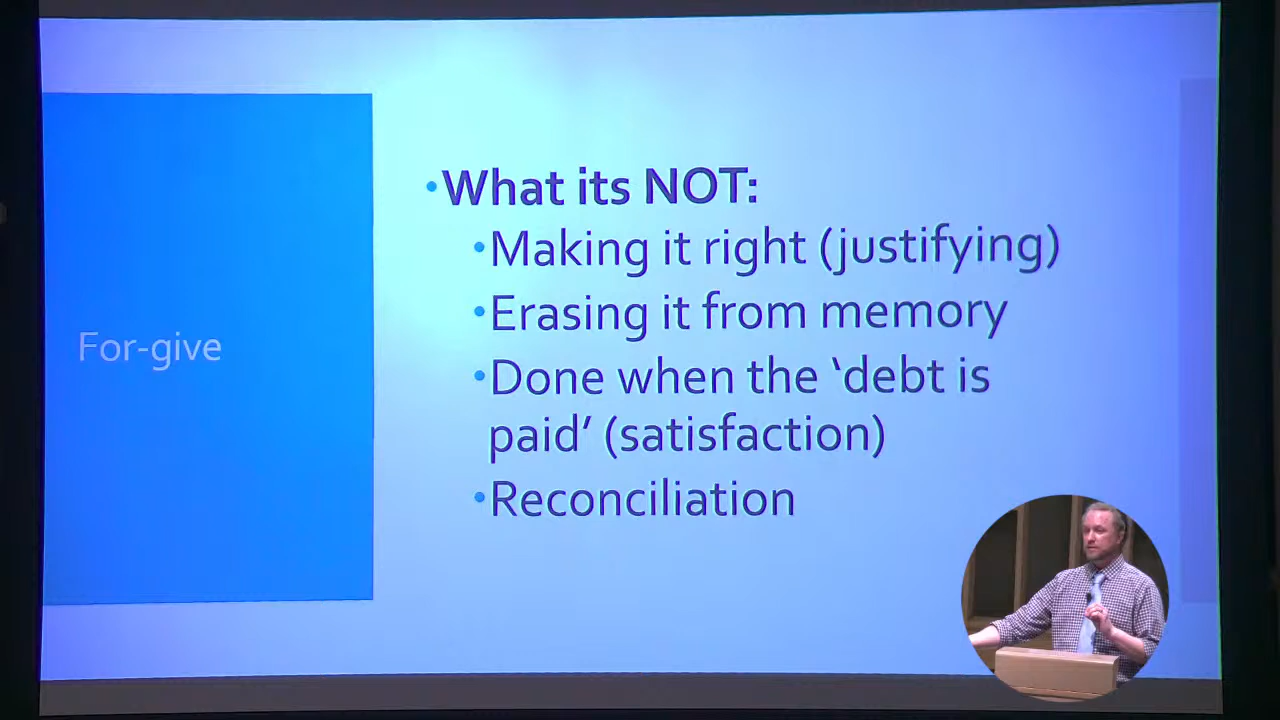 For-give
•What its NOT:
•Making it right (justifying)
•Erasing it from memory
•Done when the ‘debt is
paid’ (satisfaction)
•Reconciliation